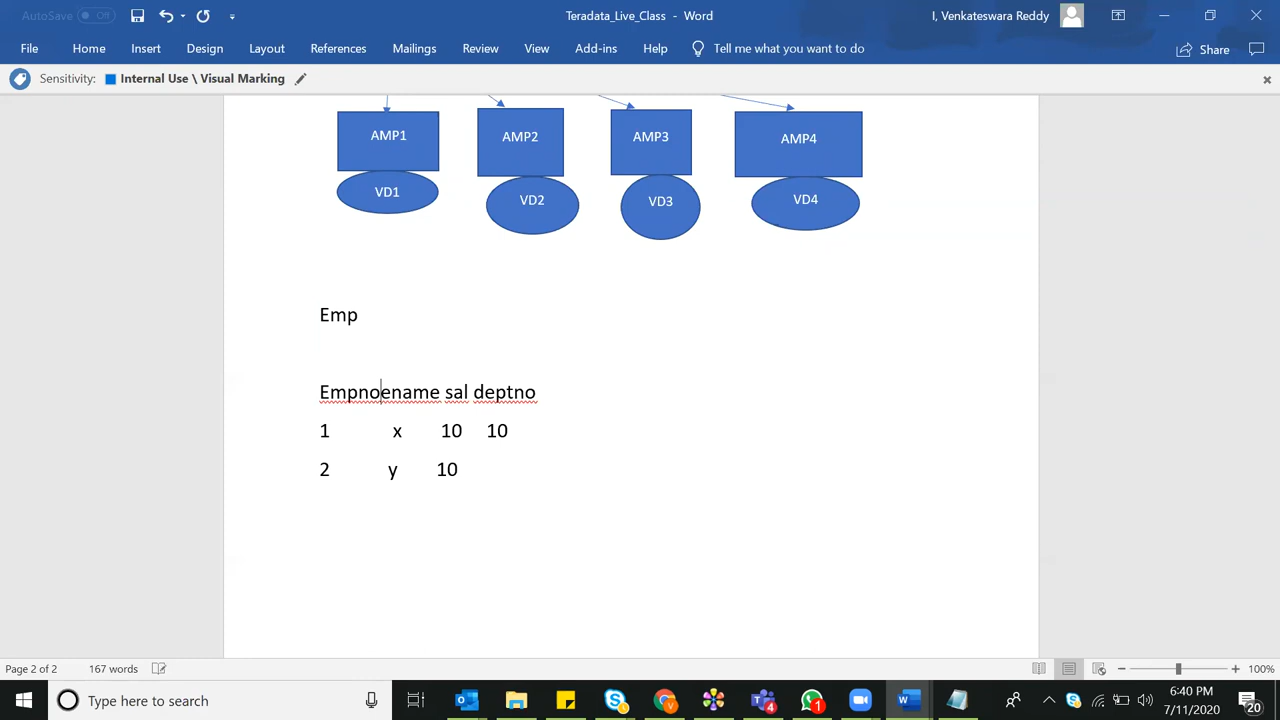 AutoSave Off Teradata_Live_Class - Word I, Venkateswara Reddy
File Home Insert Design Layout References Mailings Review View Add-ins Help Tell me what you want to do Share
Sensitivity: Internal Use \ Visual Marking
AMP1 AMP2 AMP3 AMP4
VD1 VD2 VD3 VD4
Emp
Empnoename sal deptno
1 x 10 10
2 y 10
Page 2 of 2 167 words 100%
Type here to search 4 1 6:40 PM
7/11/2020 20